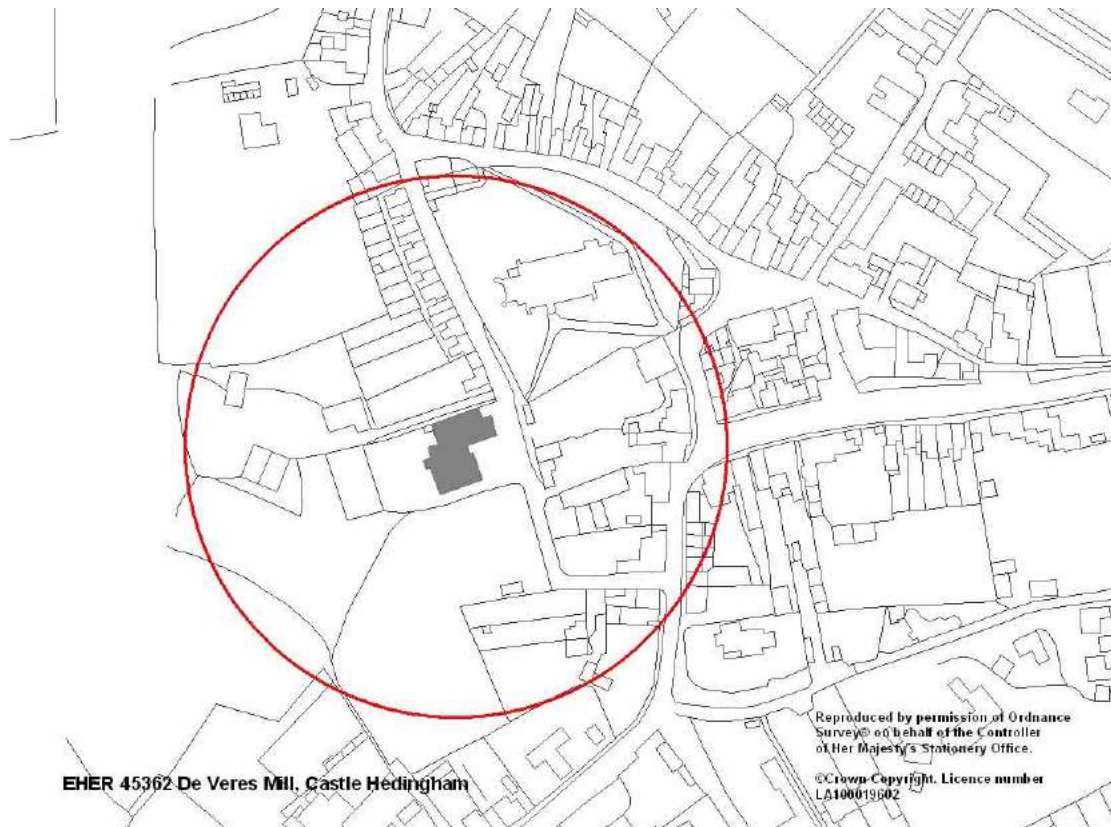 Reproduced by permission of Ordnance
Survey© on behalf of the Controller
of Her Majesty's Stationery Office.
©Crown Copyright. Licence number
LA100019602
EHER 45362 De Veres Mill, Castle Hedingham